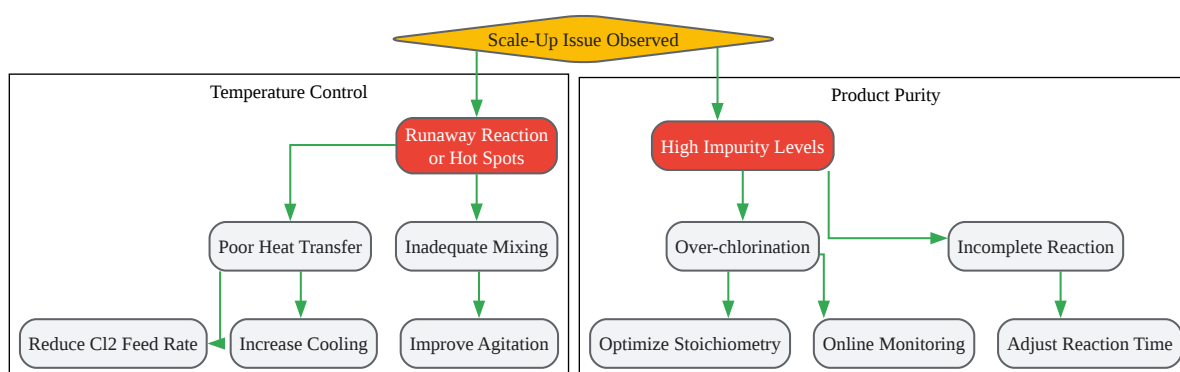 Scale-Up Issue Observed
Temperature Control
Product Purity
Runaway Reaction
or Hot Spots
High Impurity Levels
Poor Heat Transfer
Inadequate Mixing
Over-chlorination
Incomplete Reaction
Reduce Cl2 Feed Rate
Increase Cooling
Improve Agitation
Optimize Stoichiometry
Online Monitoring
Adjust Reaction Time